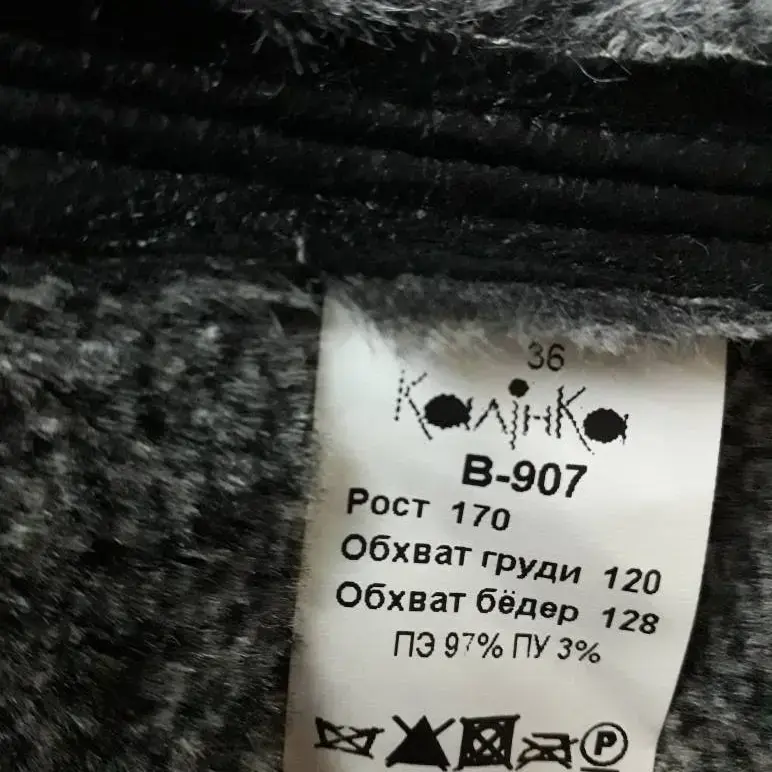 36
Калінка
В-907
Рост 170
Обхват груди 120
Обхват бёдер 128
ПЭ 97% ПУ 3%
P